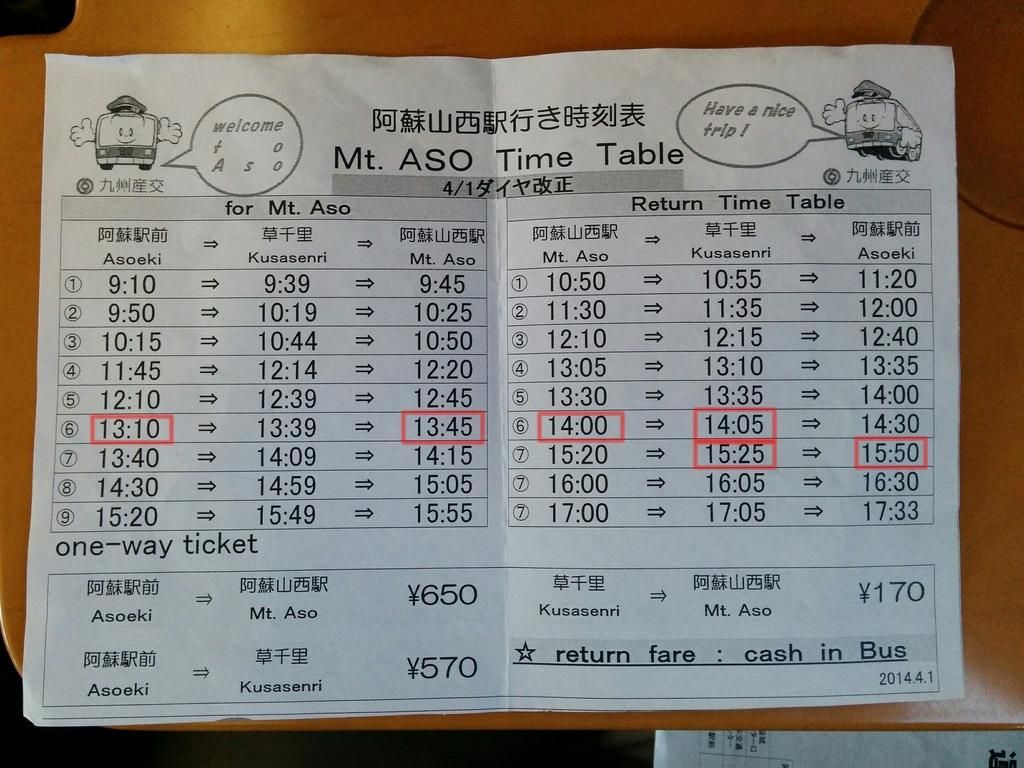 welcome
to
Aso
九州産交
阿蘇山西駅行き時刻表
Mt. ASO Time Table
4/1ダイヤ改正
Have a nice
trip!
九州産交
for Mt. Aso
阿蘇駅前 ⇒ 草千里 ⇒ 阿蘇山西駅
Asoeki Kusasenri Mt. Aso
① 9:10 ⇒ 9:39 ⇒ 9:45
② 9:50 ⇒ 10:19 ⇒ 10:25
③ 10:15 ⇒ 10:44 ⇒ 10:50
④ 11:45 ⇒ 12:14 ⇒ 12:20
⑤ 12:10 ⇒ 12:39 ⇒ 12:45
⑥ 13:10 ⇒ 13:39 ⇒ 13:45
⑦ 13:40 ⇒ 14:09 ⇒ 14:15
⑧ 14:30 ⇒ 14:59 ⇒ 15:05
⑨ 15:20 ⇒ 15:49 ⇒ 15:55
Return Time Table
阿蘇山西駅 ⇒ 草千里 ⇒ 阿蘇駅前
Mt. Aso Kusasenri Asoeki
① 10:50 ⇒ 10:55 ⇒ 11:20
② 11:30 ⇒ 11:35 ⇒ 12:00
③ 12:10 ⇒ 12:15 ⇒ 12:40
④ 13:05 ⇒ 13:10 ⇒ 13:35
⑤ 13:30 ⇒ 13:35 ⇒ 14:00
⑥ 14:00 ⇒ 14:05 ⇒ 14:30
⑦ 15:20 ⇒ 15:25 ⇒ 15:50
⑦ 16:00 ⇒ 16:05 ⇒ 16:30
⑦ 17:00 ⇒ 17:05 ⇒ 17:33
one-way ticket
阿蘇駅前 ⇒ 阿蘇山西駅 ¥650
Asoeki Mt. Aso
阿蘇駅前 ⇒ 草千里 ¥570
Asoeki Kusasenri
草千里 ⇒ 阿蘇山西駅 ¥170
Kusasenri Mt. Aso
☆ return fare : cash in Bus
2014.4.1